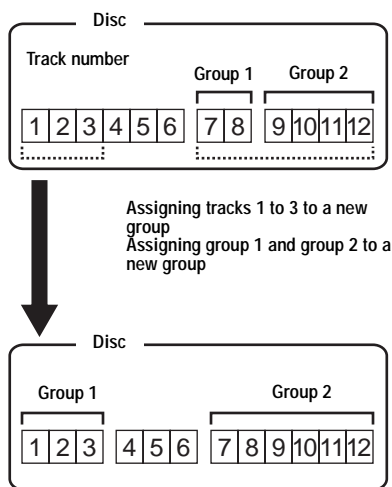 Disc
Track number
Group 1 Group 2
1 2 3 4 5 6 7 8 9 10 11 12
Assigning tracks 1 to 3 to a new
group
Assigning group 1 and group 2 to a
new group
Disc
Group 1 Group 2
1 2 3 4 5 6 7 8 9 10 11 12